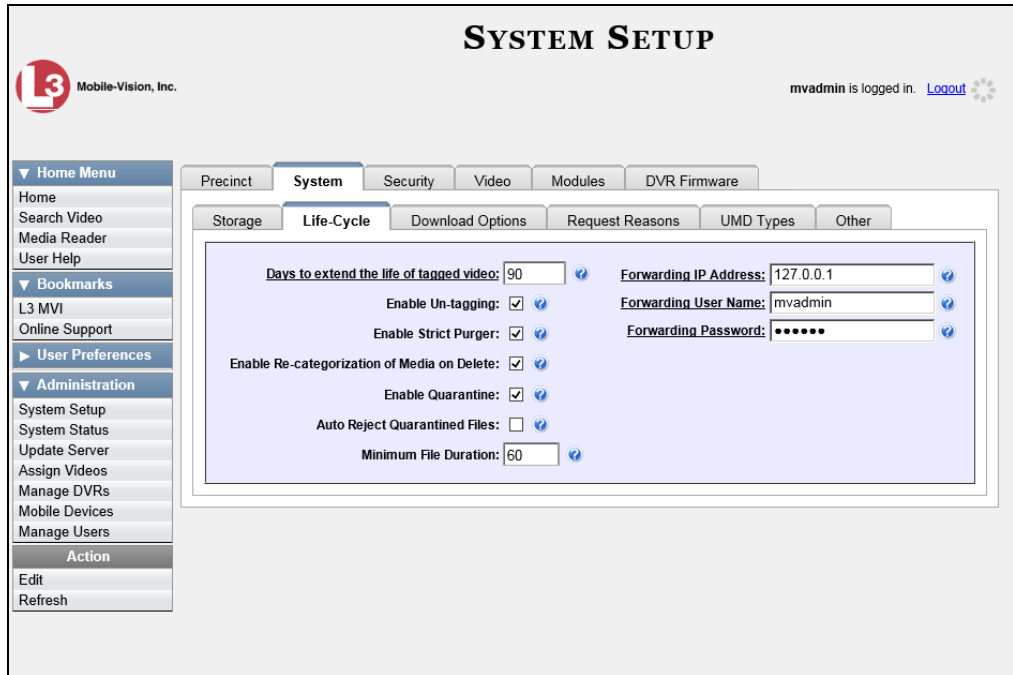 SYSTEM SETUP
L3 Mobile-Vision, Inc.
mvadmin is logged in. Logout
▼ Home Menu
Home
Search Video
Media Reader
User Help
▼ Bookmarks
L3 MVI
Online Support
▶ User Preferences
▼ Administration
System Setup
System Status
Update Server
Assign Videos
Manage DVRs
Mobile Devices
Manage Users
Action
Edit
Refresh
Precinct System Security Video Modules DVR Firmware
Storage Life-Cycle Download Options Request Reasons UMD Types Other
Days to extend the life of tagged video: 90 ?
Enable Un-tagging: ✓ ?
Enable Strict Purger: ✓ ?
Enable Re-categorization of Media on Delete: ✓ ?
Enable Quarantine: ✓ ?
Auto Reject Quarantined Files: ?
Minimum File Duration: 60 ?
Forwarding IP Address: 127.0.0.1 ?
Forwarding User Name: mvadmin ?
Forwarding Password: ●●●●●● ?